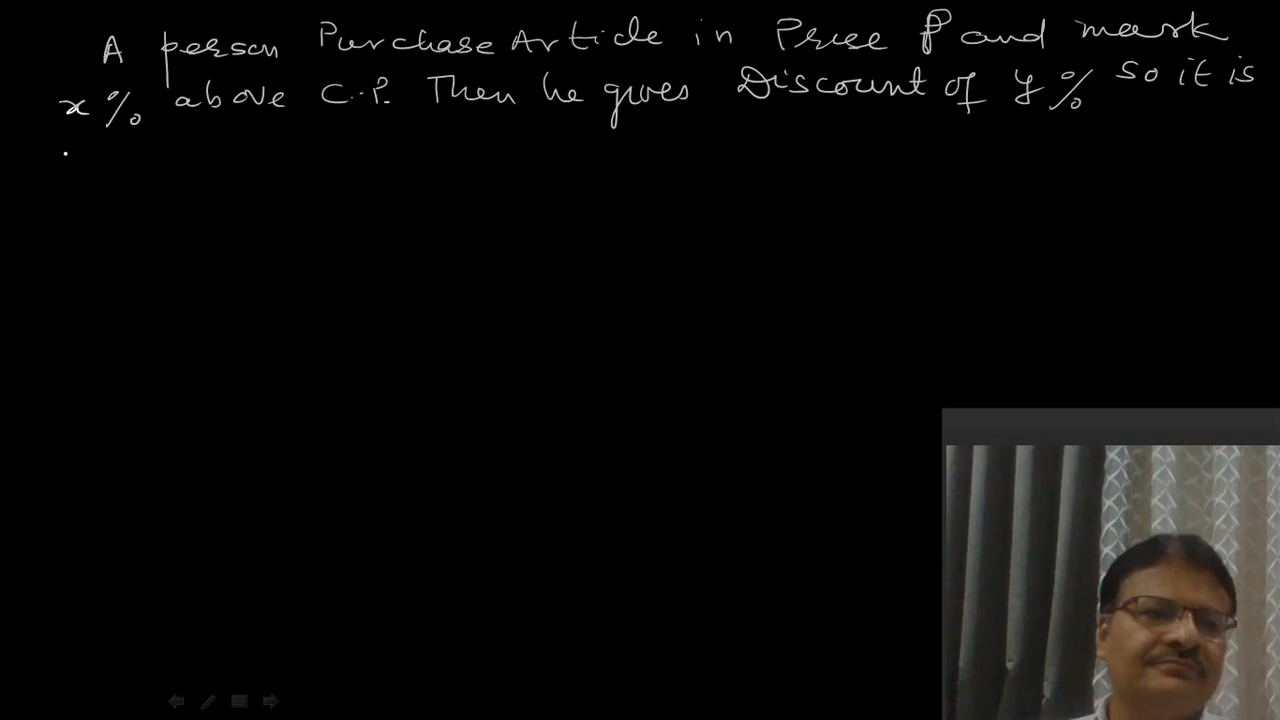 A person Purchase Article in Price P and mark
x% above C.P. Then he gives Discount of y% so it is